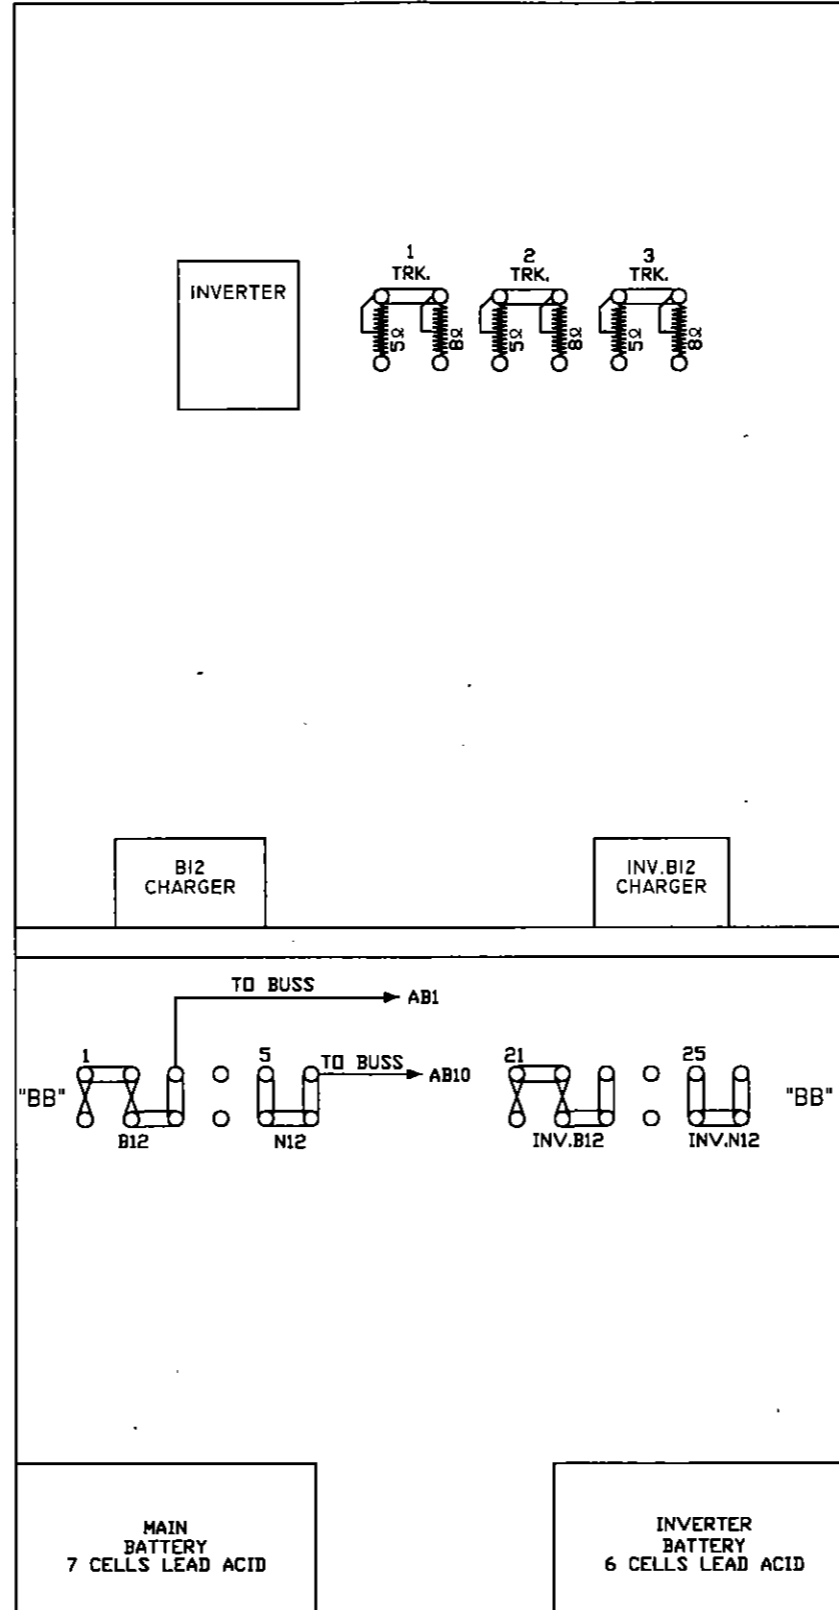 1
TRK.
2
TRK.
3
TRK.
INVERTER
5Ω
8Ω
5Ω
8Ω
5Ω
8Ω
B12
CHARGER
INV.B12
CHARGER
TO BUSS
AB1
1
5
TO BUSS
AB10
21
25
"BB"
"BB"
B12
N12
INV.B12
INV.N12
MAIN
BATTERY
7 CELLS LEAD ACID
INVERTER
BATTERY
6 CELLS LEAD ACID